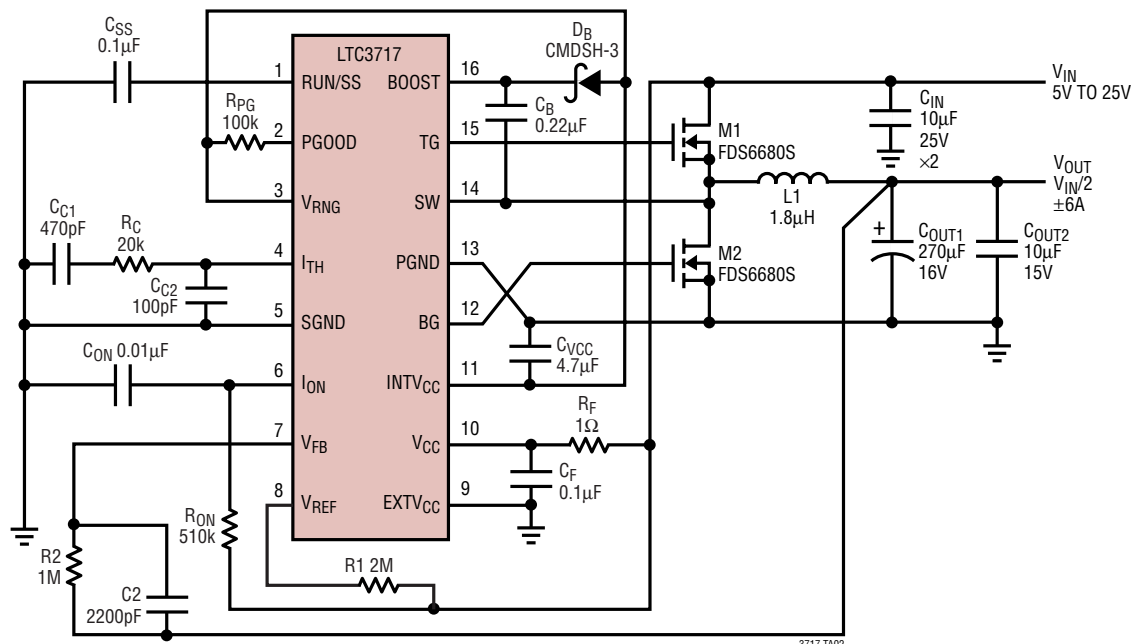 CSS
0.1µF
DB
CMDSH-3
LTC3717
1
RUN/SS
BOOST
16
RPG
100k
CB
0.22µF
2
PGOOD
TG
15
M1
FDS6680S
CIN
10µF
25V
×2
VIN
5V TO 25V
3
VRNG
SW
14
L1
1.8µH
VOUT
VIN/2
±6A
CC1
470pF
RC
20k
4
ITH
PGND
13
M2
FDS6680S
COUT1
270µF
16V
+
COUT2
10µF
15V
CC2
100pF
5
SGND
BG
12
CON 0.01µF
CVCC
4.7µF
6
ION
INTVCC
11
RF
1Ω
7
VFB
VCC
10
CF
0.1µF
8
VREF
EXTVCC
9
RON
510k
R2
1M
R1 2M
C2
2200pF
3717 TA02